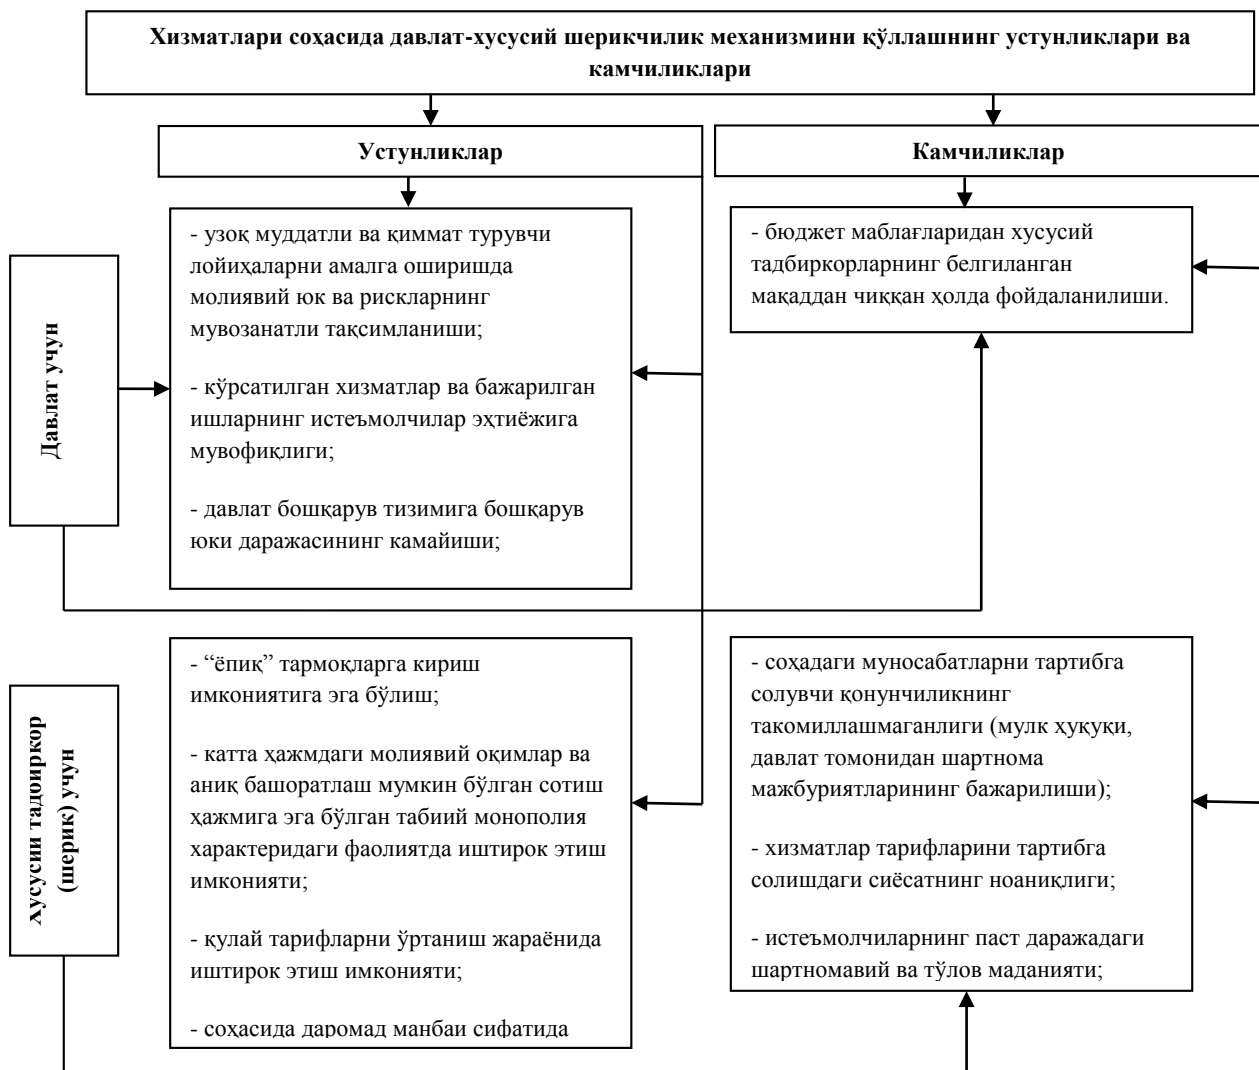 Хизматлари соҳасида давлат-хусусий шерикчилик механизмини қўллашнинг устунликлари ва
камчиликлари
Устунликлар
Камчиликлар
Давлат учун
- узоқ муддатли ва қиммат турувчи
лойиҳаларни амалга оширишда
молиявий юк ва рискларнинг
мувозанатли тақсимланиши;
- кўрсатилган хизматлар ва бажарилган
ишларнинг истеъмолчилар эҳтиёжига
мувофиқлиги;
- давлат бошқарув тизимига бошқарув
юки даражасининг камайиши;
- бюджет маблағларидан хусусий
тадбиркорларнинг белгиланган
мақаддан чиққан ҳолда фойдаланилиши.
(шерик) учун
- “ёпиқ” тармоқларга кириш
имкониятига эга бўлиш;
- катта ҳажмдаги молиявий оқимлар ва
аниқ башоратлаш мумкин бўлган сотиш
ҳажмига эга бўлган табиий монополия
характеридаги фаолиятда иштирок этиш
имконияти;
- қулай тарифларни ўртаниш жараёнида
иштирок этиш имконияти;
- соҳасида даромад манбаи сифатида
- соҳадаги муносабатларни тартибга
солувчи қонунчиликнинг
такомиллашмаганлиги (мулк ҳуқуқи,
давлат томонидан шартнома
мажбуриятларининг бажарилиши);
- хизматлар тарифларини тартибга
солишдаги сиёсатнинг ноаниқлиги;
- истеъмолчиларнинг паст даражадаги
шартномавий ва тўлов маданияти;